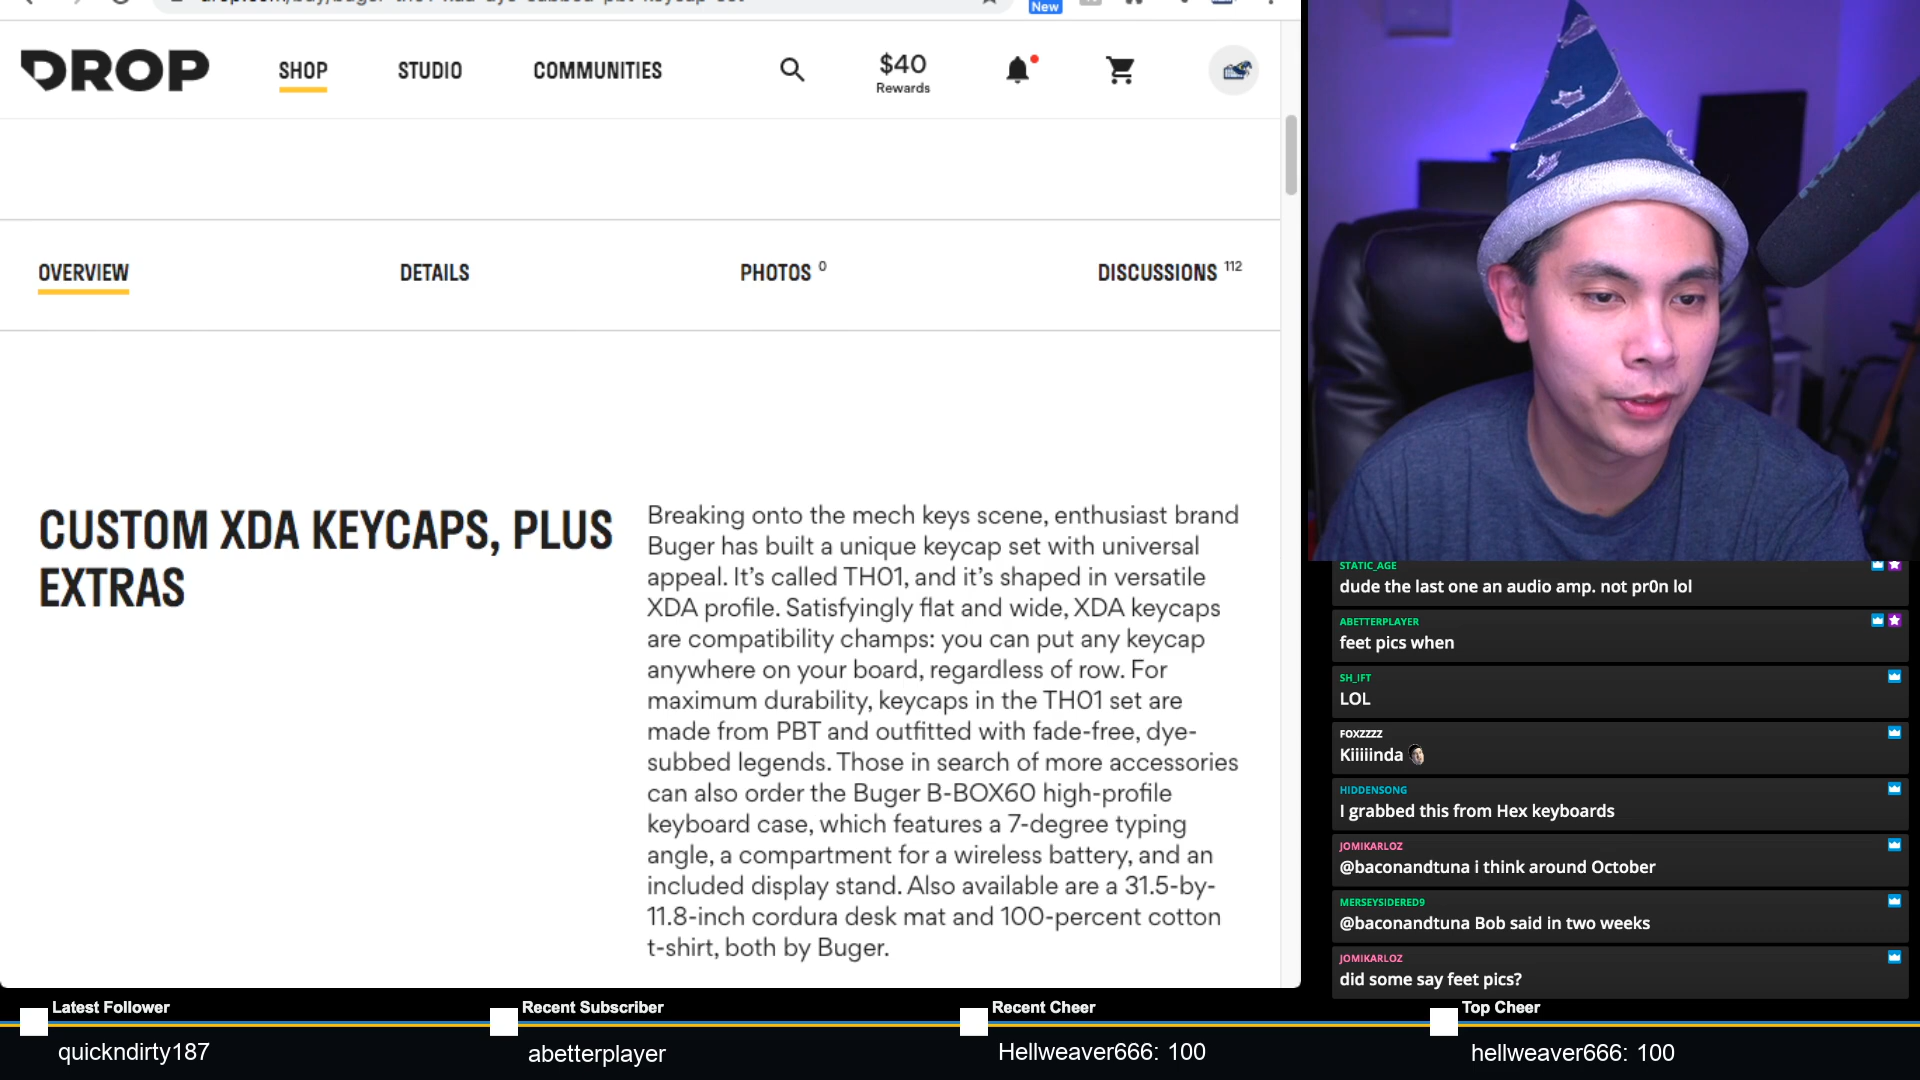 New
DROP
SHOP
STUDIO
COMMUNITIES
$40
Rewards
OVERVIEW
DETAILS
PHOTOS 0
DISCUSSIONS 112
CUSTOM XDA KEYCAPS, PLUS
EXTRAS
Breaking onto the mech keys scene, enthusiast brand
Buger has built a unique keycap set with universal
appeal. It’s called TH01, and it’s shaped in versatile
XDA profile. Satisfyingly flat and wide, XDA keycaps
are compatibility champs: you can put any keycap
anywhere on your board, regardless of row. For
maximum durability, keycaps in the TH01 set are
made from PBT and outfitted with fade-free, dye-
subbed legends. Those in search of more accessories
can also order the Buger B-BOX60 high-profile
keyboard case, which features a 7-degree typing
angle, a compartment for a wireless battery, and an
included display stand. Also available are a 31.5-by-
11.8-inch cordura desk mat and 100-percent cotton
t-shirt, both by Buger.
STATIC_AGE
dude the last one an audio amp. not pr0n lol
ABETTERPLAYER
feet pics when
SH_IFT
LOL
FOXZZZZ
Kiiiiinda
HIDDENSONG
I grabbed this from Hex keyboards
JOMIKARLOZ
@baconandtuna i think around October
MERSEYSIDERED9
@baconandtuna Bob said in two weeks
JOMIKARLOZ
did some say feet pics?
Latest Follower
quickndirty187
Recent Subscriber
abetterplayer
Recent Cheer
Hellweaver666: 100
Top Cheer
hellweaver666: 100